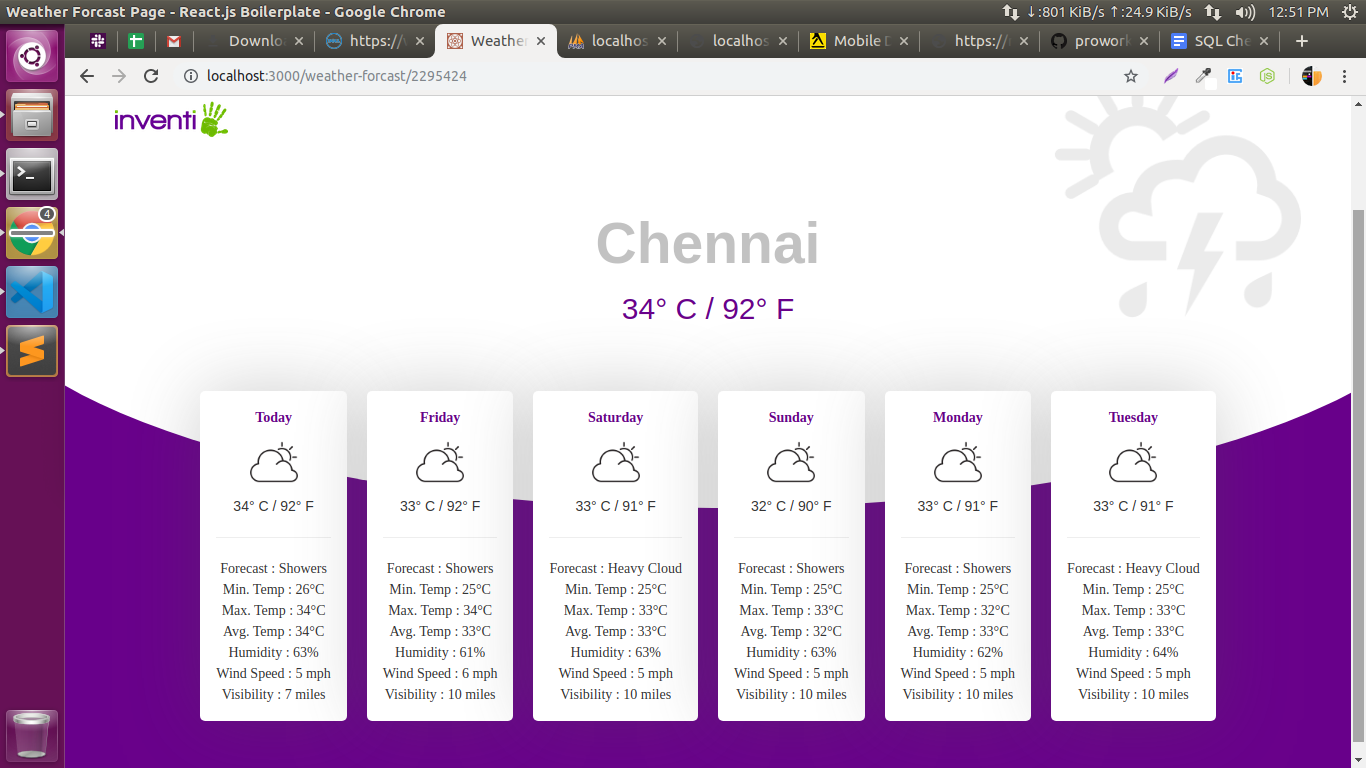 Weather Forcast Page - React.js Boilerplate - Google Chrome
↓:801 KiB/s ↑:24.9 KiB/s 12:51 PM
Downlo https:// Weather localhos localhos Mobile https:// prowork SQL Che
localhost:3000/weather-forcast/2295424
4
inventi
Chennai
34° C / 92° F
Today
34° C / 92° F
Forecast : Showers
Min. Temp : 26°C
Max. Temp : 34°C
Avg. Temp : 34°C
Humidity : 63%
Wind Speed : 6 mph
Visibility : 7 miles
Friday
33° C / 92° F
Forecast : Showers
Min. Temp : 25°C
Max. Temp : 34°C
Avg. Temp : 33°C
Humidity : 61%
Wind Speed : 6 mph
Visibility : 10 miles
Saturday
33° C / 91° F
Forecast : Heavy Cloud
Min. Temp : 25°C
Max. Temp : 33°C
Avg. Temp : 33°C
Humidity : 63%
Wind Speed : 5 mph
Visibility : 10 miles
Sunday
32° C / 90° F
Forecast : Showers
Min. Temp : 25°C
Max. Temp : 33°C
Avg. Temp : 32°C
Humidity : 63%
Wind Speed : 5 mph
Visibility : 10 miles
Monday
33° C / 91° F
Forecast : Showers
Min. Temp : 25°C
Max. Temp : 32°C
Avg. Temp : 33°C
Humidity : 62%
Wind Speed : 5 mph
Visibility : 10 miles
Tuesday
33° C / 91° F
Forecast : Heavy Cloud
Min. Temp : 25°C
Max. Temp : 33°C
Avg. Temp : 33°C
Humidity : 64%
Wind Speed : 5 mph
Visibility : 10 miles